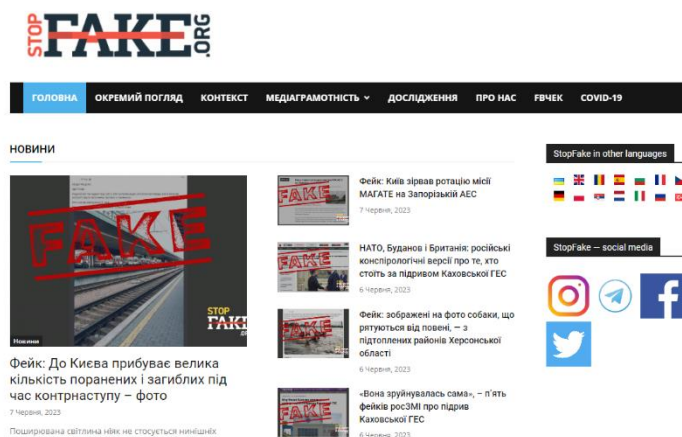 STOP FAKE .ORG
ГОЛОВНА ОКРЕМИЙ ПОГЛЯД КОНТЕКСТ МЕДІАГРАМОТНІСТЬ ДОСЛІДЖЕННЯ ПРО НАС FBЧЕК COVID-19
НОВИНИ
FAKE
STOP
FAKE
Новини
Фейк: До Києва прибуває велика
кількість поранених і загиблих під
час контрнаступу – фото
7 Червня, 2023
Поширювана світлина ніяк не стосується нинішніх
FAKE
Фейк: Київ зірвав ротацію місії
МАГАТЕ на Запорізькій АЕС
7 Червня, 2023
FAKE
НАТО, Буданов і Британія: російські
конспірологічні версії про те, хто
стоїть за підривом Каховської ГЕС
6 Червня, 2023
FAKE
Фейк: зображені на фото собаки, що
рятуються від повені, – з
підтоплених районів Херсонської
області
6 Червня, 2023
FAKE
«Вона зруйнувалась сама», – п'ять
фейків росЗМІ про підрив
Каховської ГЕС
6 Червня, 2023
StopFake in other languages
StopFake — social media